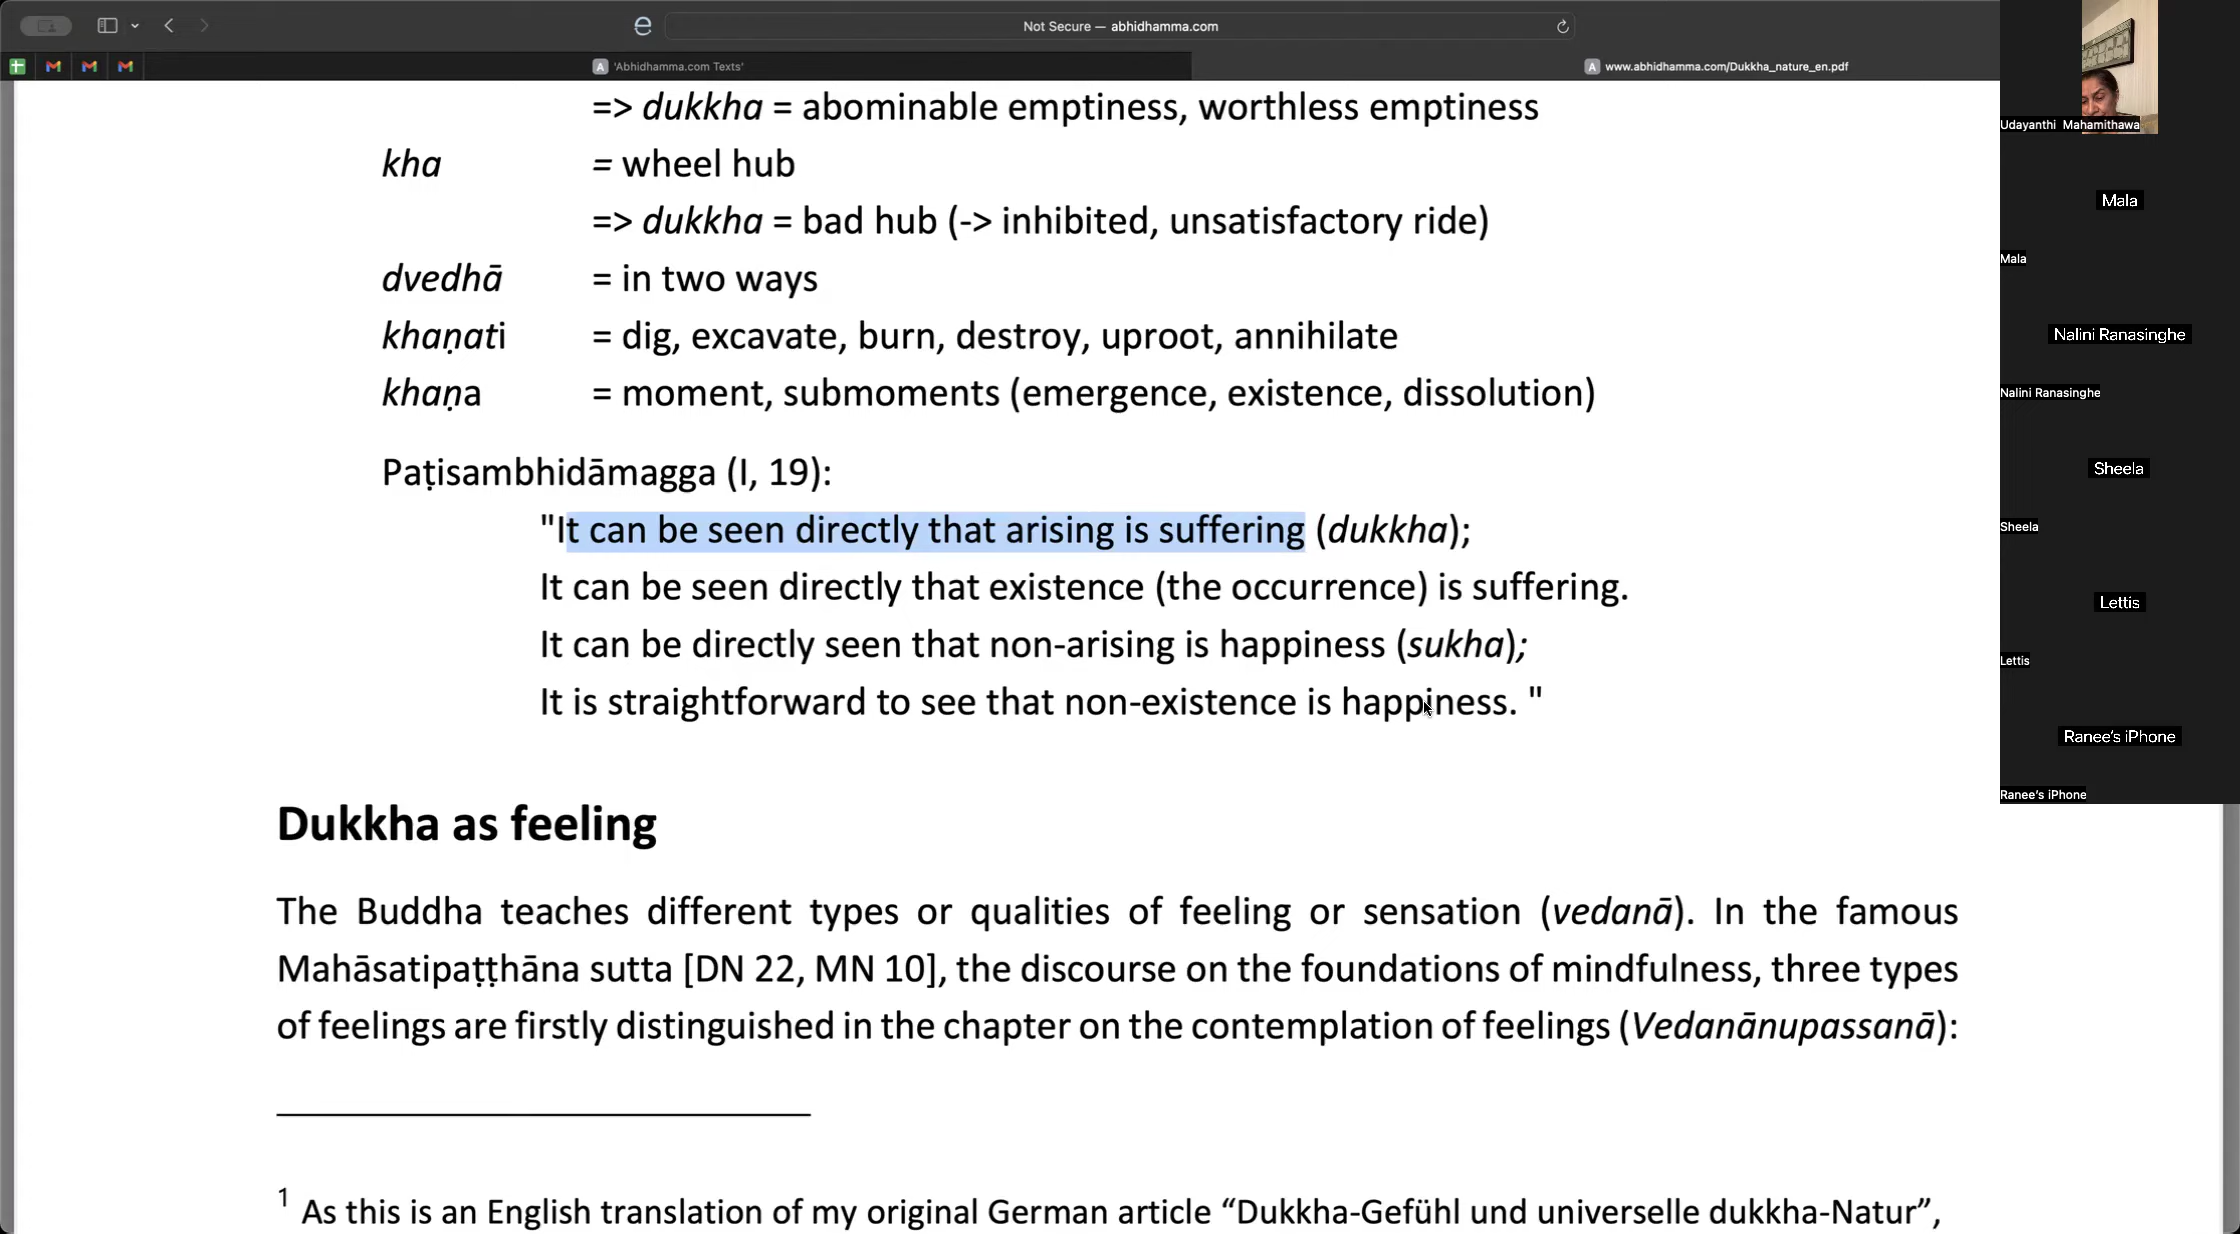 Not Secure — abhidhamma.com
'Abhidhamma.com Texts'
www.abhidhamma.com/Dukkha_nature_en.pdf
=> dukkha = abominable emptiness, worthless emptiness
kha = wheel hub
=> dukkha = bad hub (-> inhibited, unsatisfactory ride)
dvedhā = in two ways
khaṇati = dig, excavate, burn, destroy, uproot, annihilate
khaṇa = moment, submoments (emergence, existence, dissolution)
Paṭisambhidāmagga (I, 19):
"It can be seen directly that arising is suffering (dukkha);
It can be seen directly that existence (the occurrence) is suffering.
It can be directly seen that non-arising is happiness (sukha);
It is straightforward to see that non-existence is happiness. "
Dukkha as feeling
The Buddha teaches different types or qualities of feeling or sensation (vedanā). In the famous
Mahāsatipaṭṭhāna sutta [DN 22, MN 10], the discourse on the foundations of mindfulness, three types
of feelings are firstly distinguished in the chapter on the contemplation of feelings (Vedanānupassanā):
1 As this is an English translation of my original German article “Dukkha-Gefühl und universelle dukkha-Natur”,
Udayanthi Mahamithawa
Mala
Mala
Nalini Ranasinghe
Nalini Ranasinghe
Sheela
Sheela
Lettis
Lettis
Ranee’s iPhone
Ranee’s iPhone